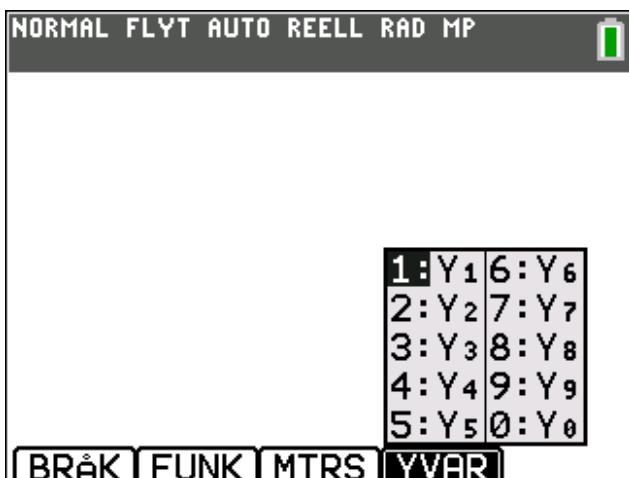 NORMAL FLYT AUTO REELL RAD MP
1:Y1 6:Y6
2:Y2 7:Y7
3:Y3 8:Y8
4:Y4 9:Y9
5:Y5 0:Y0
BRÅK FUNK MTRS YVAR